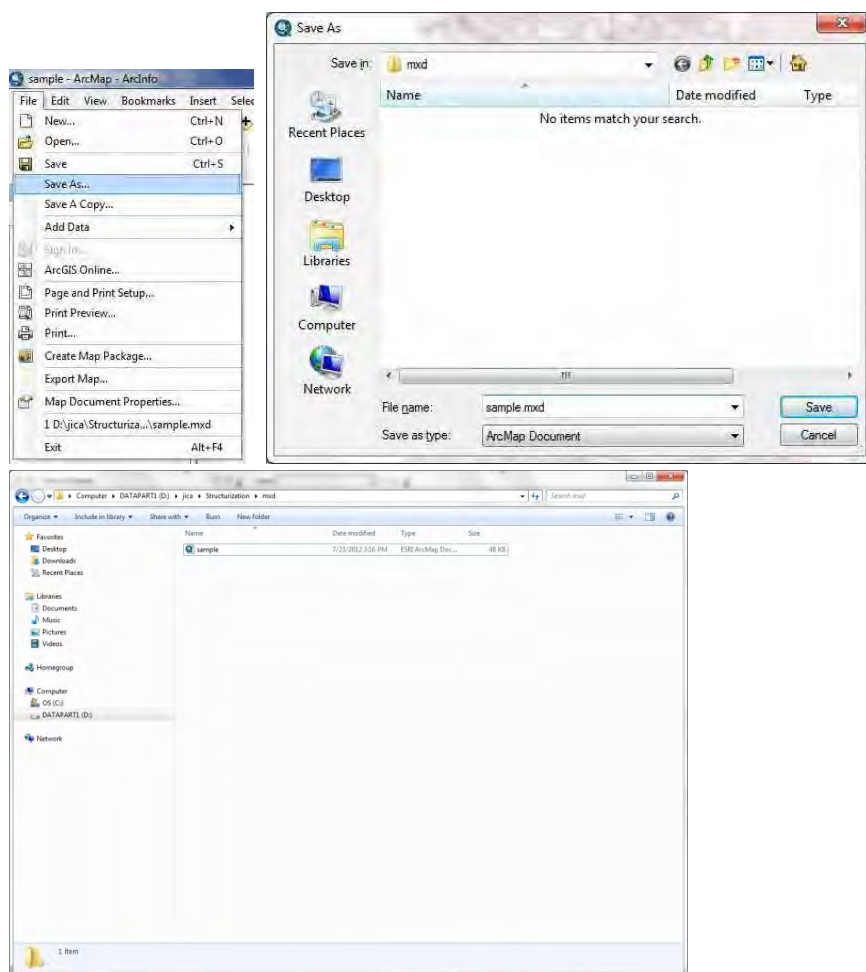 sample - ArcMap - ArcInfo
File Edit View Bookmarks Insert Selec
New... Ctrl+N
Open... Ctrl+O
Save Ctrl+S
Save As...
Save A Copy...
Add Data
Sign In...
ArcGIS Online...
Page and Print Setup...
Print Preview...
Print...
Create Map Package...
Export Map...
Map Document Properties...
1 D:\jica\Structuriza...\sample.mxd
Exit Alt+F4
Save As
Save in: mxd
Name Date modified Type
No items match your search.
Recent Places
Desktop
Libraries
Computer
Network
File name: sample.mxd Save
Save as type: ArcMap Document Cancel
Computer DATAPART1 (D:) jica Structurization mxd Search mxd
Organize Include in library Share with Burn New folder
Name Date modified Type Size
sample 7/23/2012 3:16 PM ESRI ArcMap Doc... 48 KB
Favorites
Desktop
Downloads
Recent Places
Libraries
Documents
Music
Pictures
Videos
Homegroup
Computer
OS (C:)
DATAPART1 (D:)
Network
1 item